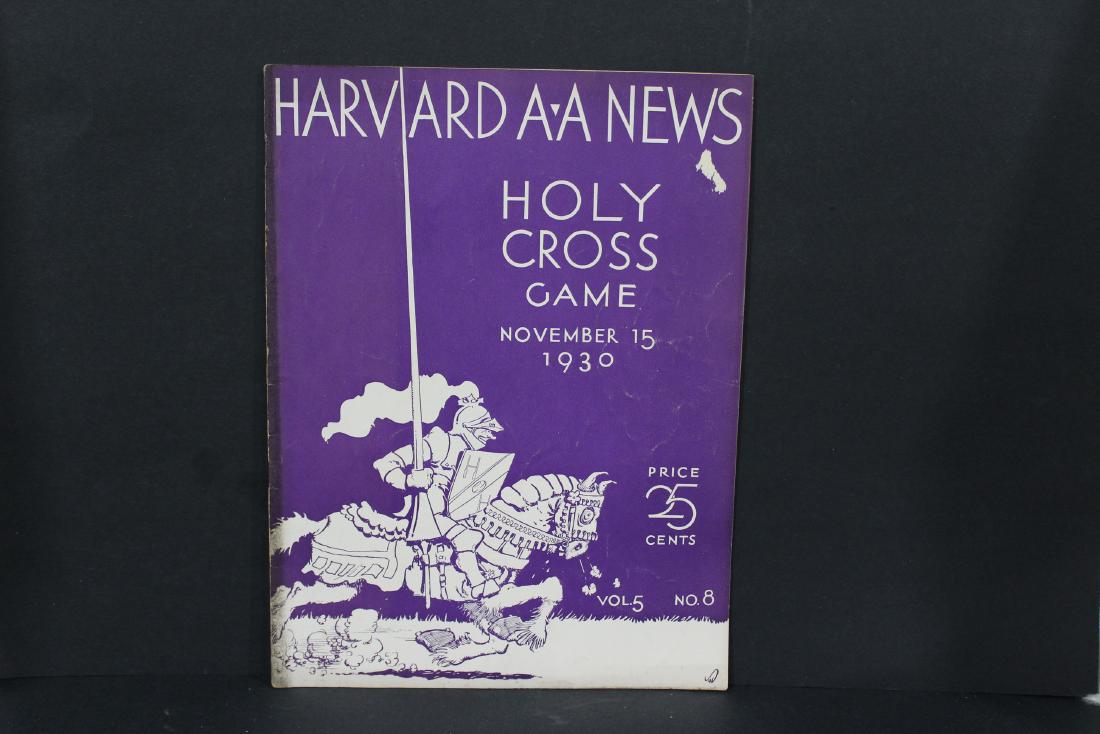 HARVARD A▾A NEWS
HOLY
CROSS
GAME
NOVEMBER 15
1930
H
PRICE
25
CENTS
VOL.5 NO.8